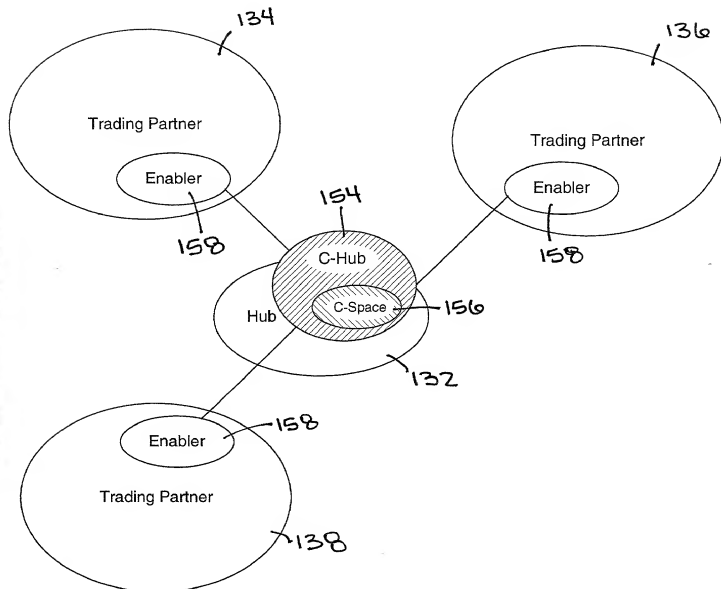 134
136
Trading Partner
Trading Partner
Enabler
Enabler
154
158
158
C-Hub
C-Space
156
Hub
132
Enabler
158
Trading Partner
138